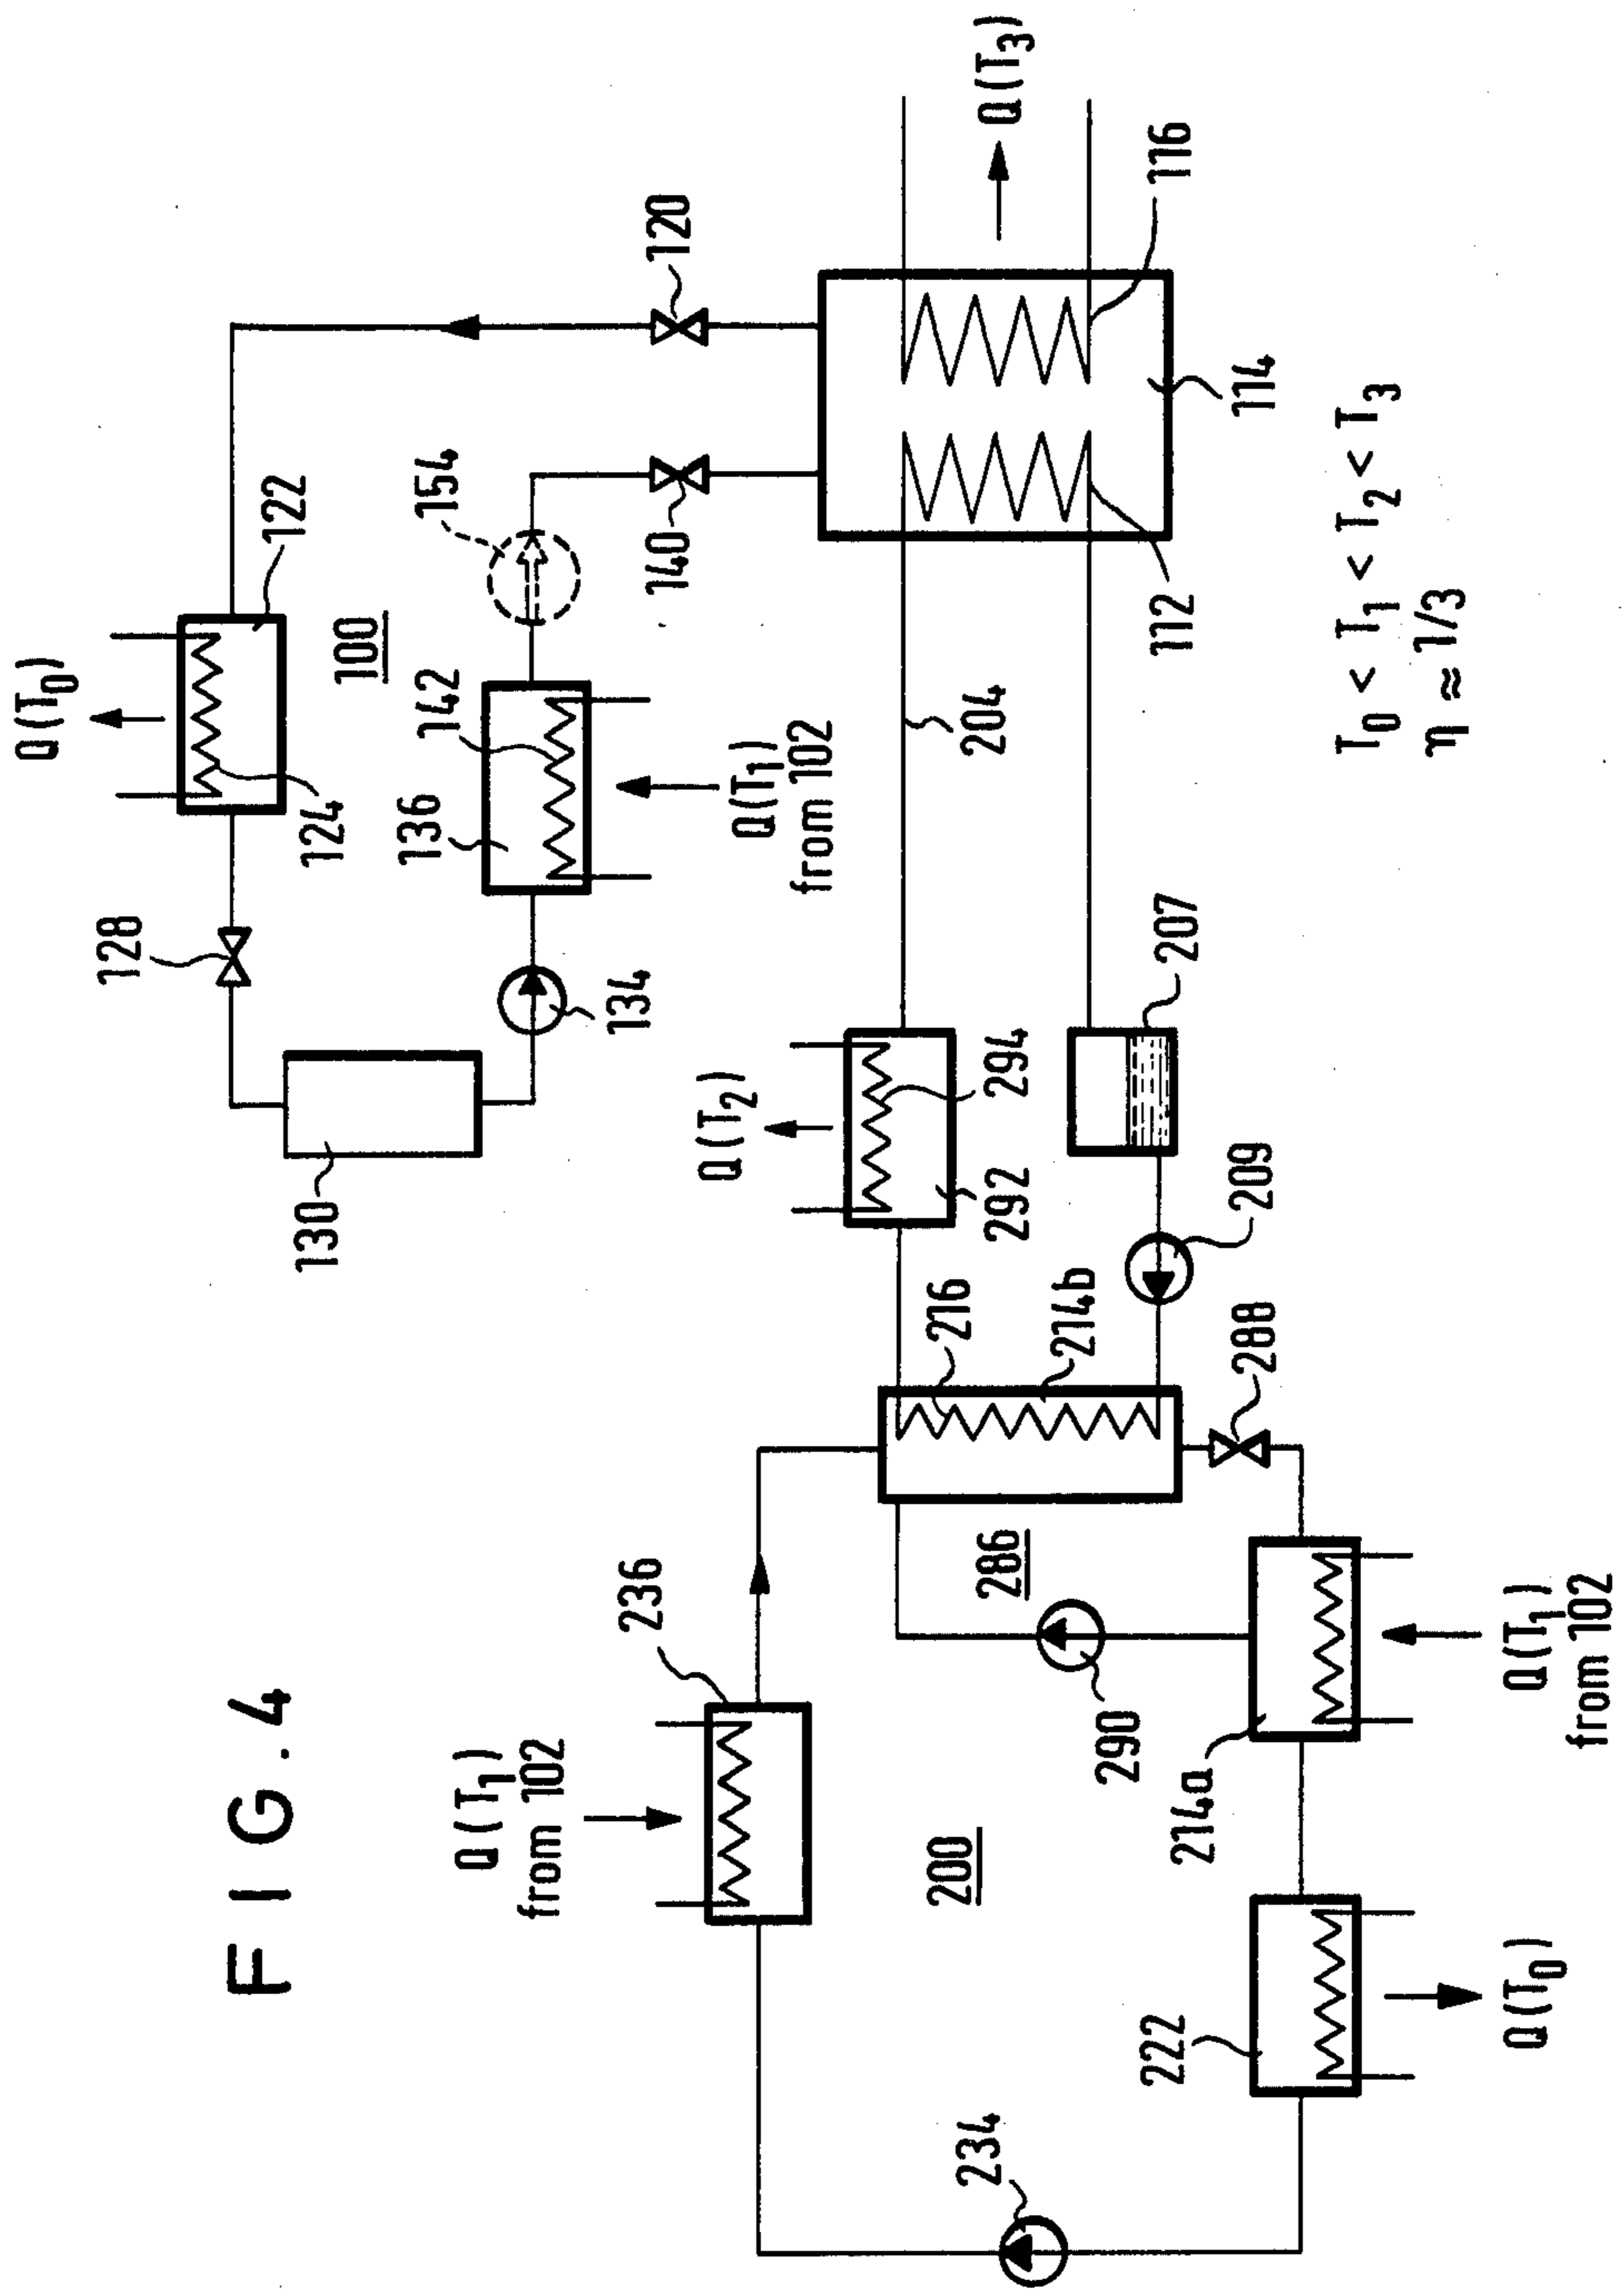 FIG. 4
Q(T0)
122
124
128
100
154
120
130
134
136
142
Q(T1)
from 102
140
Q(T3)
116
114
112
204
Q(T2)
294
292
207
209
T0 < T1 < T2 < T3
η ≈ 1/3
216
214b
288
236
Q(T1)
from 102
286
290
200
214a
Q(T1)
from 102
234
222
Q(T0)